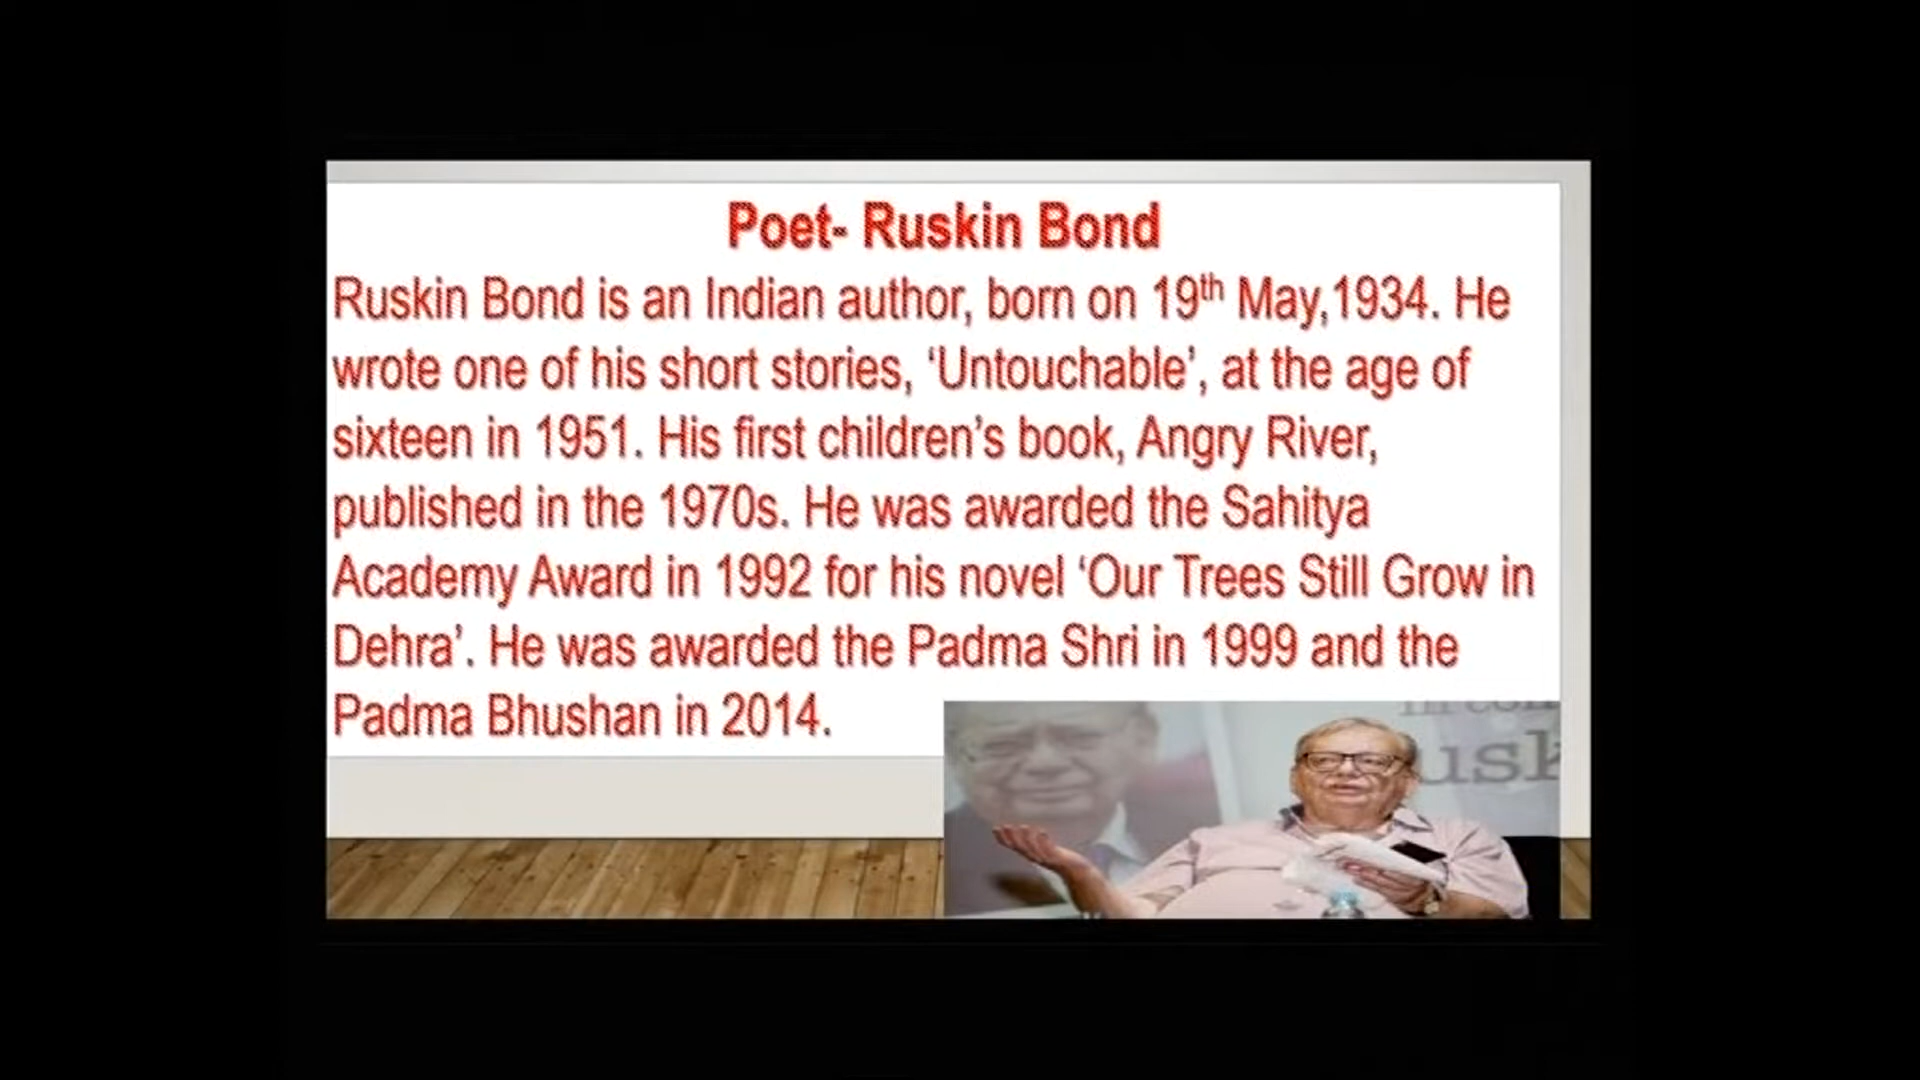 Poet- Ruskin Bond
Ruskin Bond is an Indian author, born on 19th May,1934. He
wrote one of his short stories, ‘Untouchable’, at the age of
sixteen in 1951. His first children’s book, Angry River,
published in the 1970s. He was awarded the Sahitya
Academy Award in 1992 for his novel ‘Our Trees Still Grow in
Dehra’. He was awarded the Padma Shri in 1999 and the
Padma Bhushan in 2014.
usk